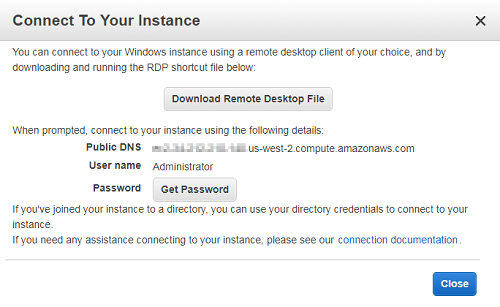 Connect To Your Instance
You can connect to your Windows instance using a remote desktop client of your choice, and by
downloading and running the RDP shortcut file below:
Download Remote Desktop File
When prompted, connect to your instance using the following details:
Public DNS .us-west-2.compute.amazonaws.com
User name Administrator
Password Get Password
If you've joined your instance to a directory, you can use your directory credentials to connect to your
instance.
If you need any assistance connecting to your instance, please see our connection documentation .
Close